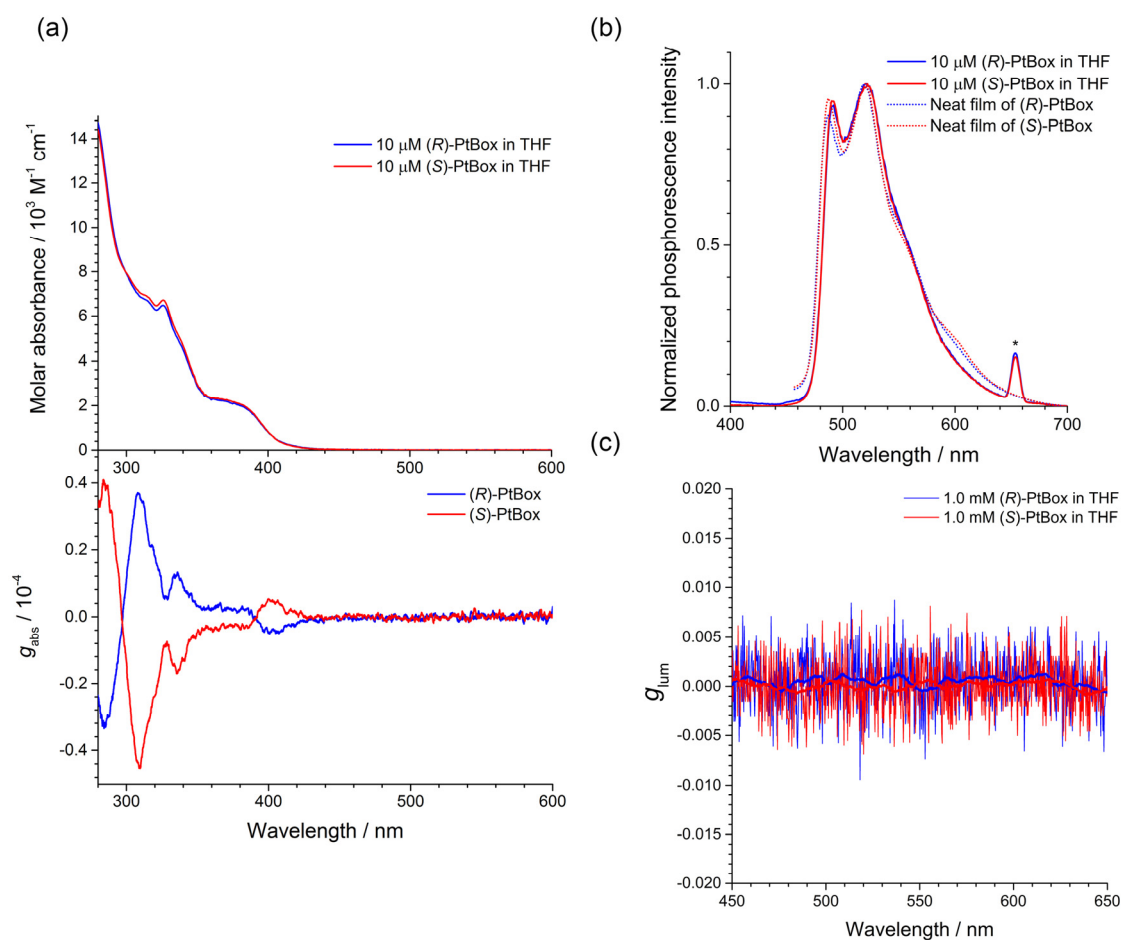 (a)
10 μM (R)-PtBox in THF
10 μM (S)-PtBox in THF
Molar absorbance / 10³ M⁻¹ cm⁻¹
14
12
10
8
6
4
2
0
300 400 500 600
(R)-PtBox
(S)-PtBox
g_abs / 10⁻⁴
0.4
0.2
0.0
-0.2
-0.4
300 400 500 600
Wavelength / nm
(b)
10 μM (R)-PtBox in THF
10 μM (S)-PtBox in THF
Neat film of (R)-PtBox
Neat film of (S)-PtBox
Normalized phosphorescence intensity
1.0
0.5
0.0
*
400 500 600 700
Wavelength / nm
(c)
1.0 mM (R)-PtBox in THF
1.0 mM (S)-PtBox in THF
g_lum
0.020
0.015
0.010
0.005
0.000
-0.005
-0.010
-0.015
-0.020
450 500 550 600 650
Wavelength / nm